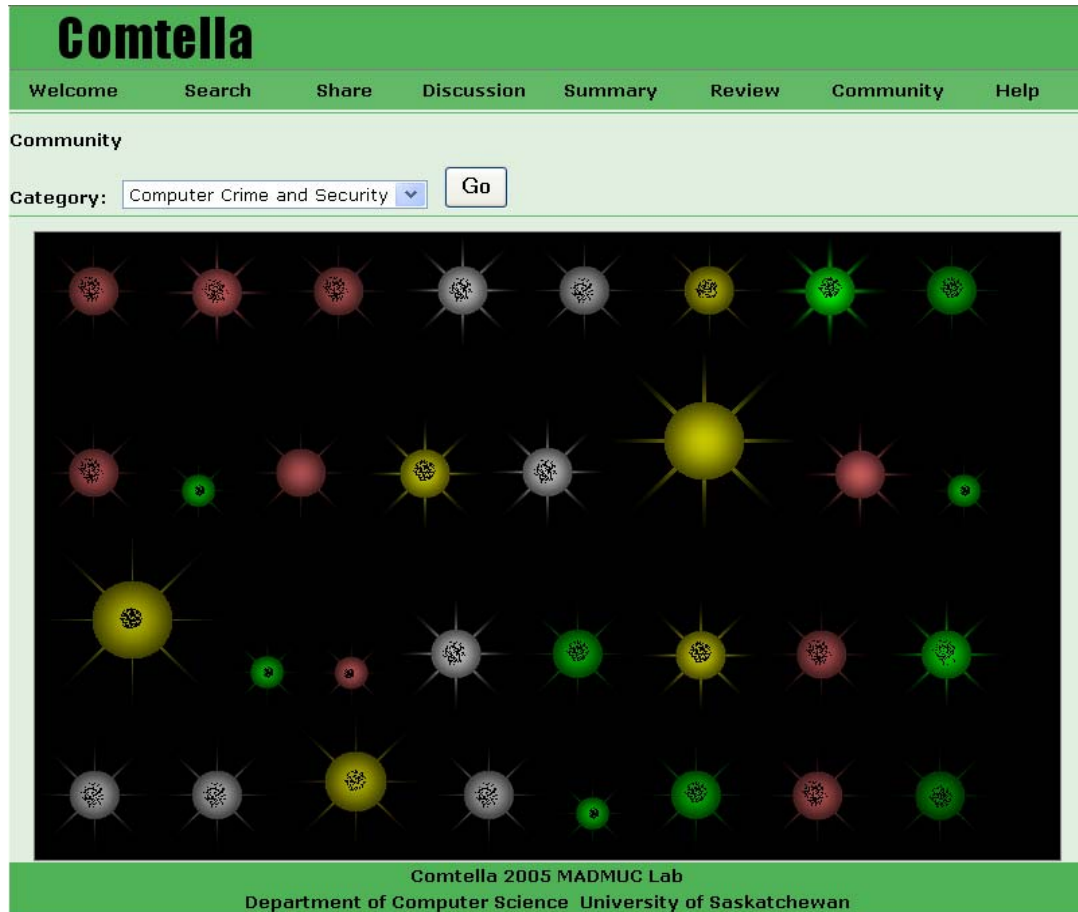 Comtella
Welcome Search Share Discussion Summary Review Community Help
Community
Category: Computer Crime and Security Go
Comtella 2005 MADMUC Lab
Department of Computer Science University of Saskatchewan